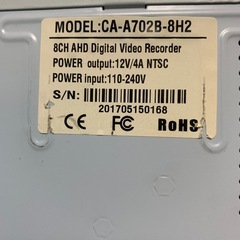 MODEL:CA-A702B-8H2
8CH AHD Digital Video Recorder
POWER output:12V/4A NTSC
POWER input:110-240V
S/N:
201705150168
CE FC RoHS